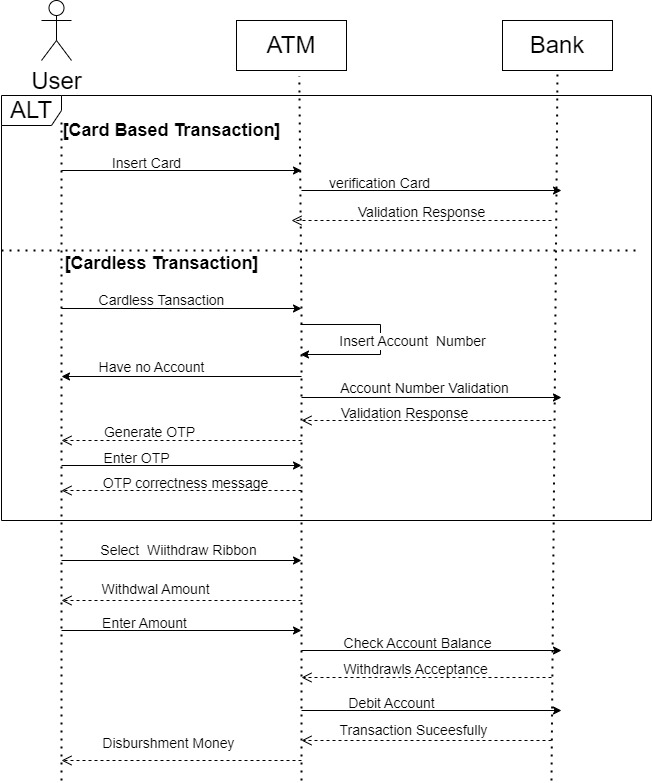 User
ATM
Bank
ALT
[Card Based Transaction]
Insert Card
verification Card
Validation Response
[Cardless Transaction]
Cardless Tansaction
Insert Account Number
Have no Account
Account Number Validation
Validation Response
Generate OTP
Enter OTP
OTP correctness message
Select Wiithdraw Ribbon
Withdwal Amount
Enter Amount
Check Account Balance
Withdrawls Acceptance
Debit Account
Transaction Suceesfully
Disburshment Money